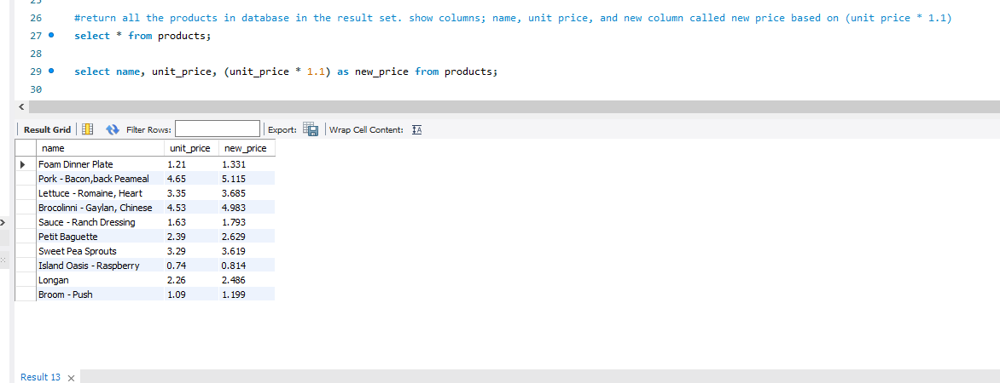 26 #return all the products in database in the result set. show columns; name, unit price, and new column called new price based on (unit price * 1.1)
27 select * from products;
28
29 select name, unit_price, (unit_price * 1.1) as new_price from products;
30
Result Grid Filter Rows: Export: Wrap Cell Content:
name unit_price new_price
Foam Dinner Plate 1.21 1.331
Pork - Bacon,back Peameal 4.65 5.115
Lettuce - Romaine, Heart 3.35 3.685
Brocolinni - Gaylan, Chinese 4.53 4.983
Sauce - Ranch Dressing 1.63 1.793
Petit Baguette 2.39 2.629
Sweet Pea Sprouts 3.29 3.619
Island Oasis - Raspberry 0.74 0.814
Longan 2.26 2.486
Broom - Push 1.09 1.199
Result 13